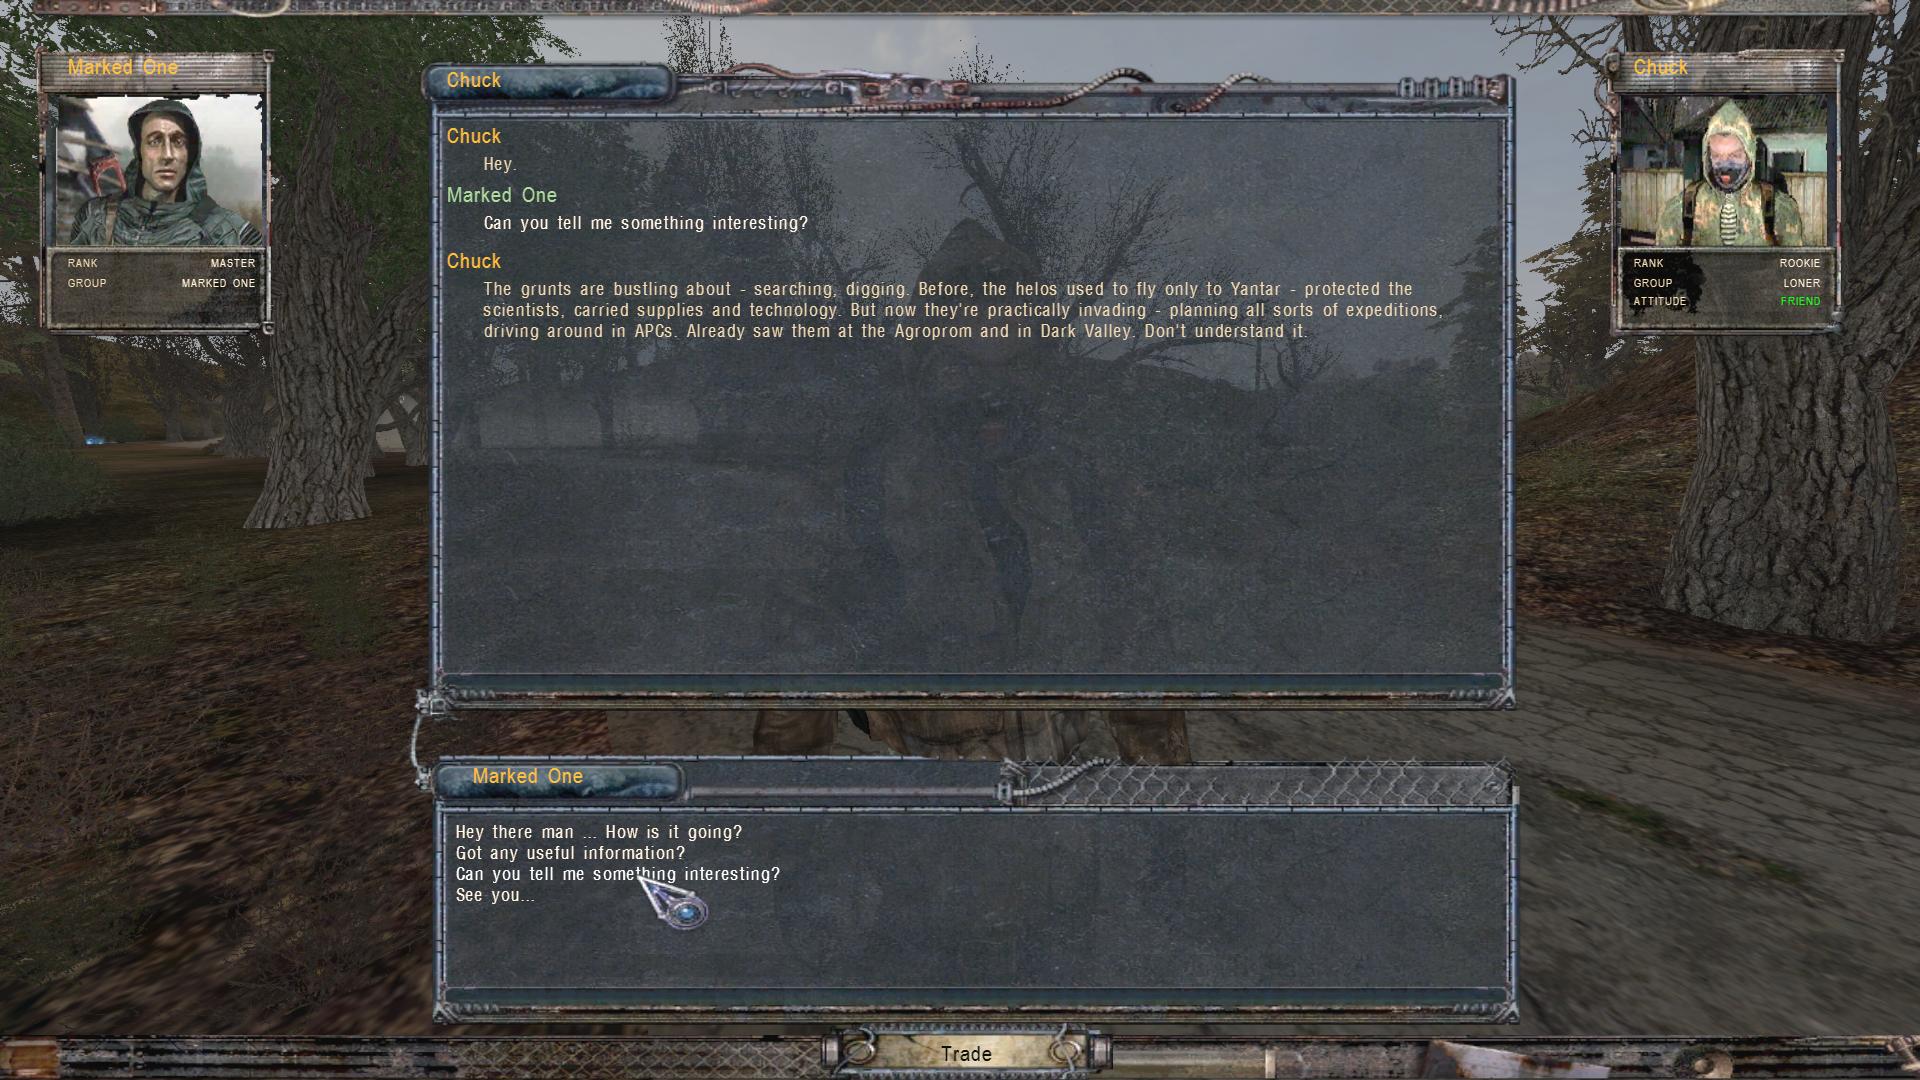 Marked One
RANK MASTER
GROUP MARKED ONE
Chuck
Chuck
Hey.
Marked One
Can you tell me something interesting?
Chuck
The grunts are bustling about - searching, digging. Before, the helos used to fly only to Yantar - protected the
scientists, carried supplies and technology. But now they're practically invading - planning all sorts of expeditions,
driving around in APCs. Already saw them at the Agroprom and in Dark Valley. Don't understand it.
Chuck
RANK ROOKIE
GROUP LONER
ATTITUDE FRIEND
Marked One
Hey there man ... How is it going?
Got any useful information?
Can you tell me something interesting?
See you...
Trade